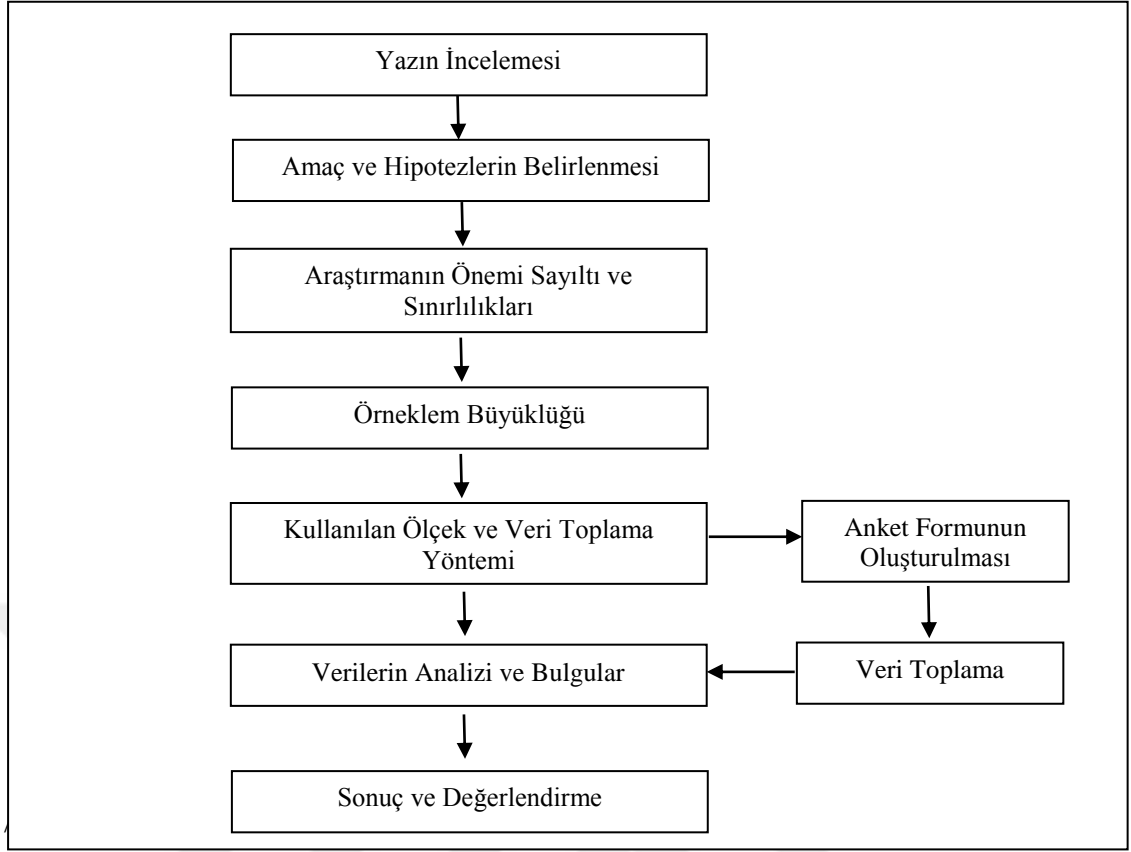 Yazın İncelemesi
Amaç ve Hipotezlerin Belirlenmesi
Araştırmanın Önemi Sayıltı ve
Sınırlılıkları
Örneklem Büyüklüğü
Kullanılan Ölçek ve Veri Toplama
Yöntemi
Anket Formunun
Oluşturulması
Verilerin Analizi ve Bulgular
Veri Toplama
Sonuç ve Değerlendirme